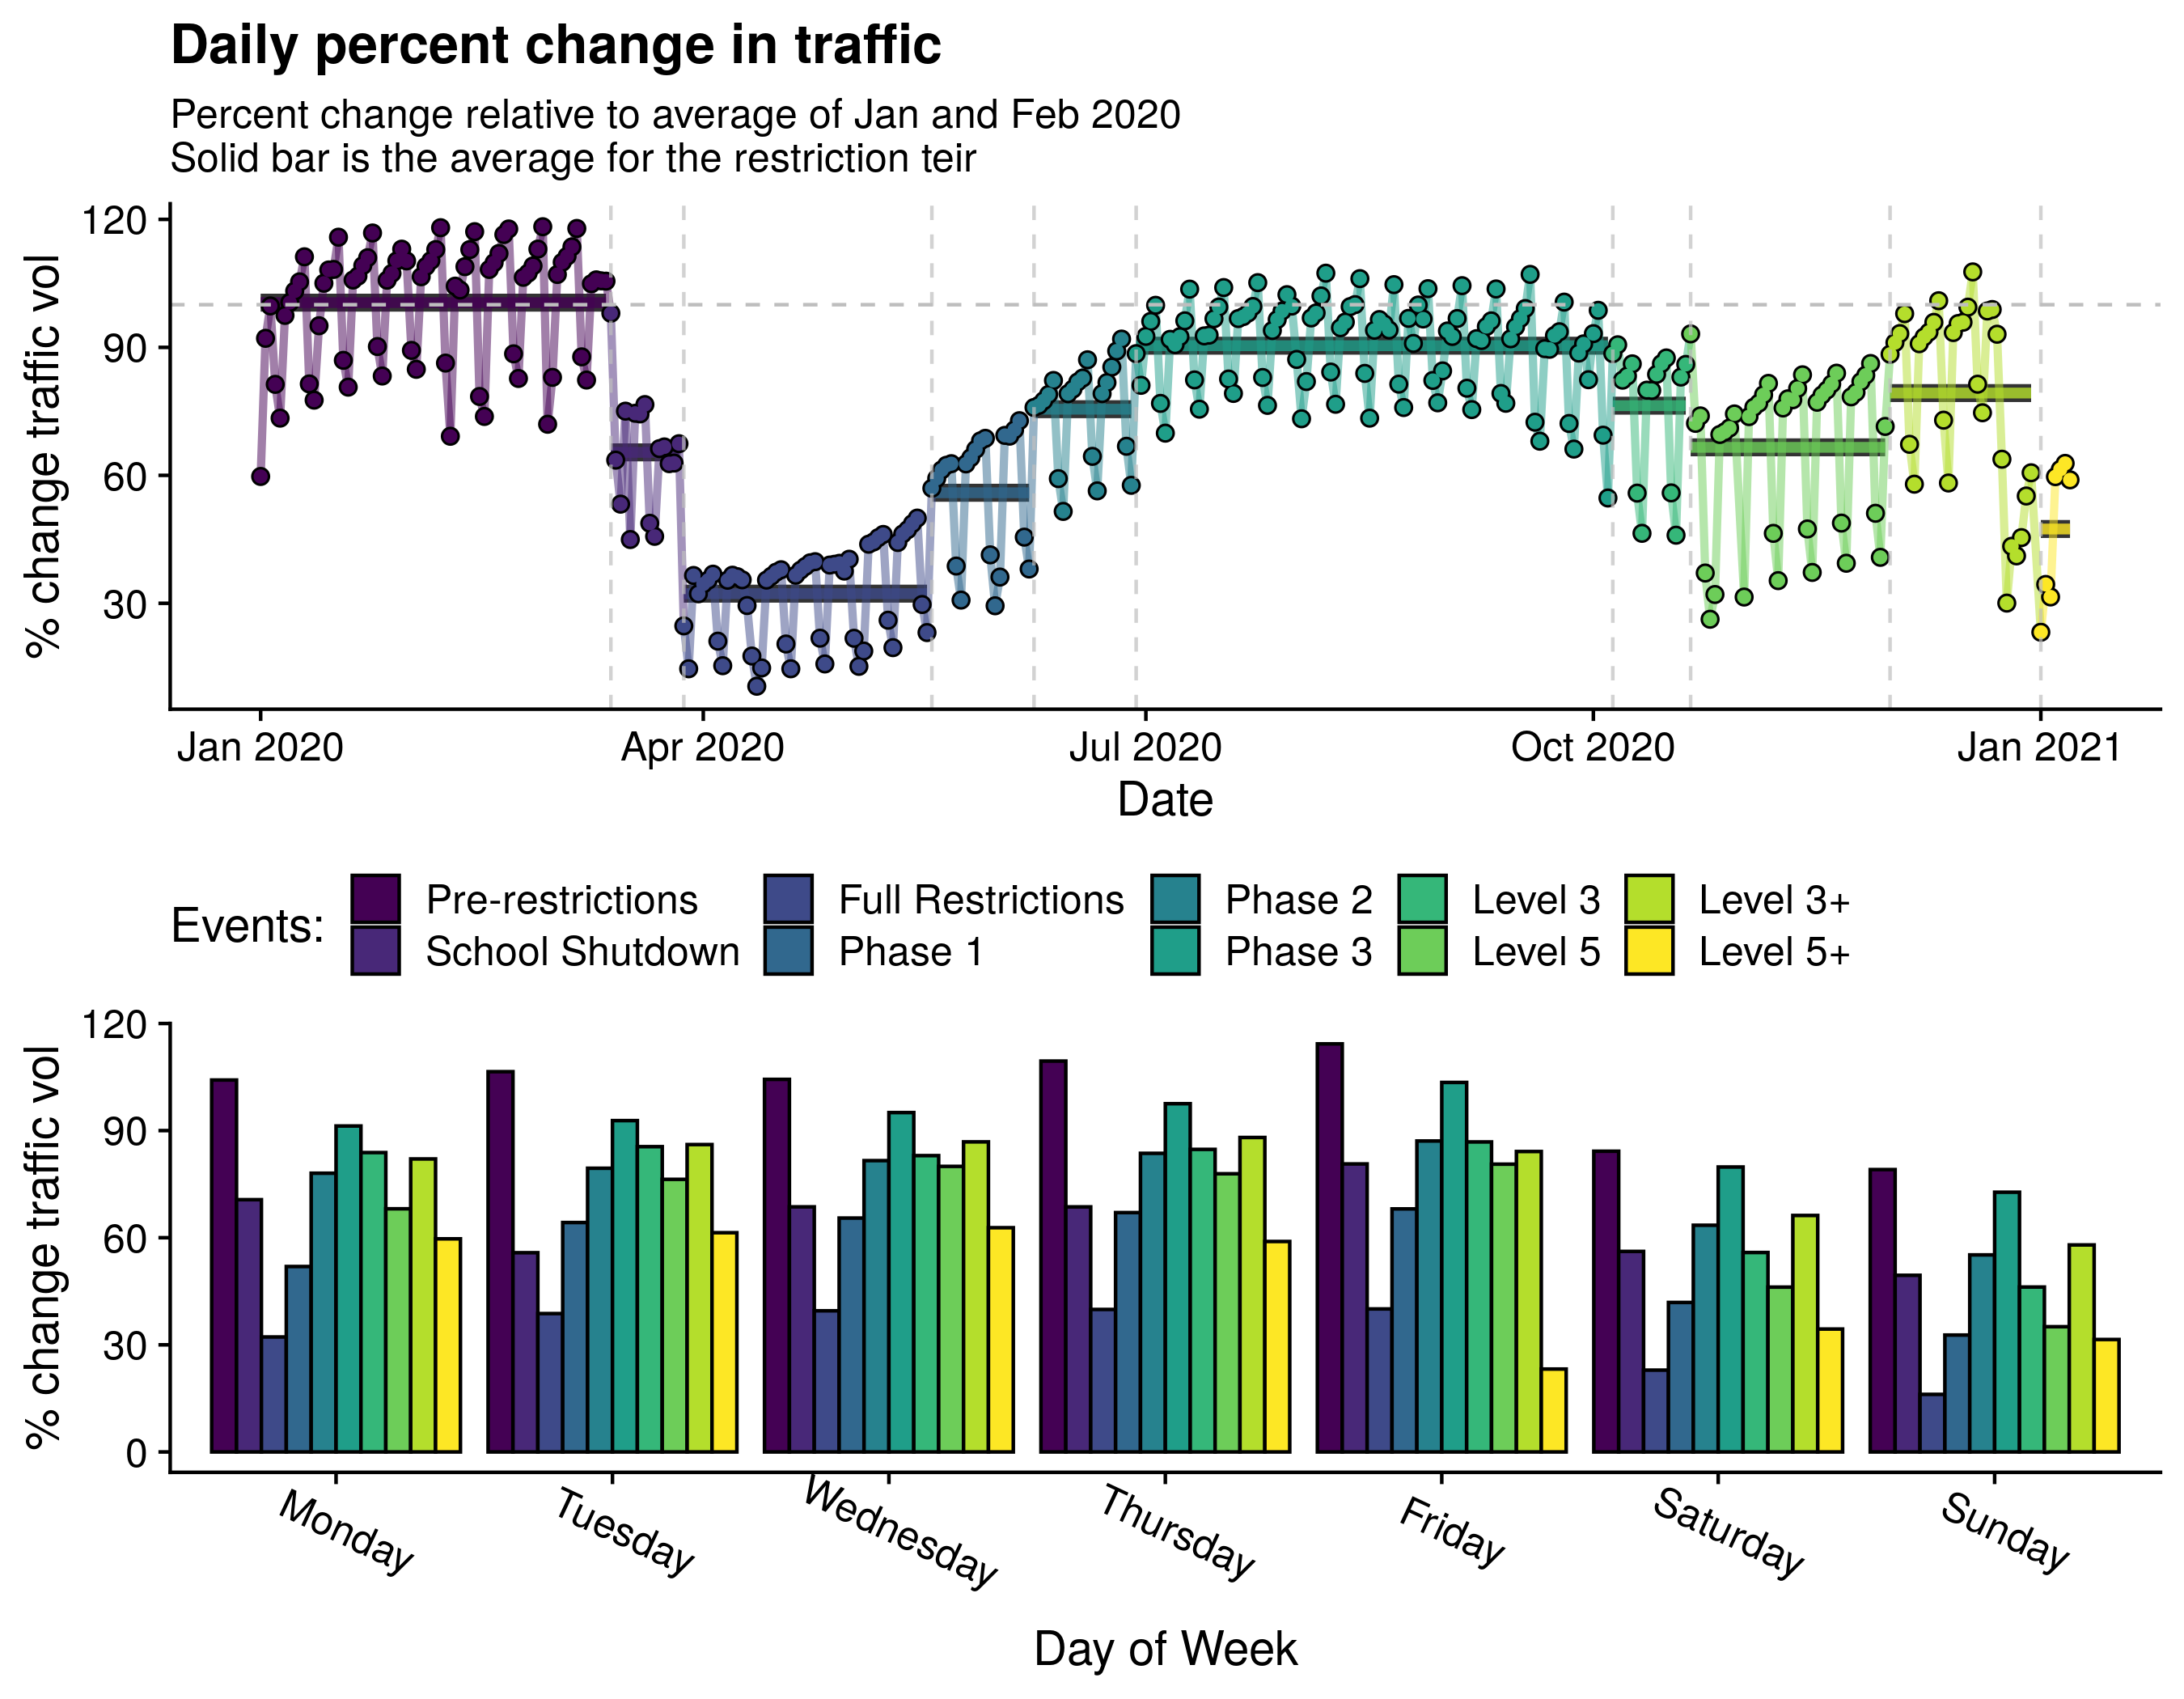 Daily percent change in traffic
Percent change relative to average of Jan and Feb 2020
Solid bar is the average for the restriction teir
% change traffic vol
120
90
60
30
Jan 2020 Apr 2020 Jul 2020 Oct 2020 Jan 2021
Date
Events:
Pre-restrictions Full Restrictions Phase 2 Level 3 Level 3+
School Shutdown Phase 1 Phase 3 Level 5 Level 5+
% change traffic vol
120
90
60
30
0
Monday Tuesday Wednesday Thursday Friday Saturday Sunday
Day of Week